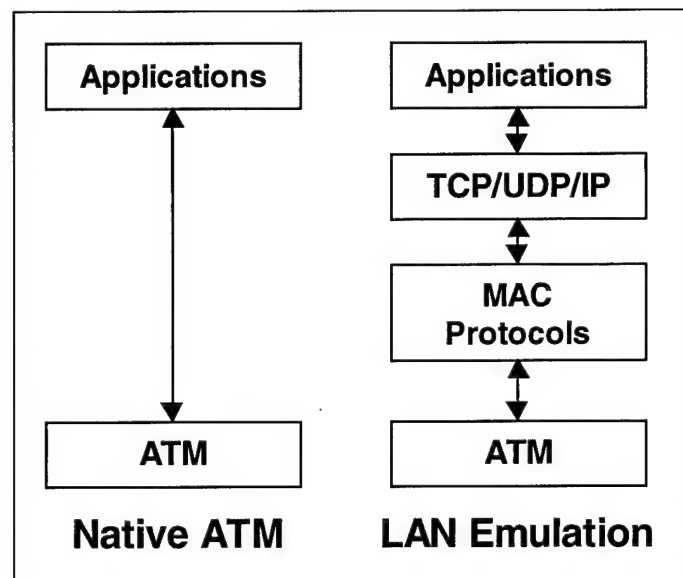 Applications
ATM
Native ATM
Applications
TCP/UDP/IP
MAC
Protocols
ATM
LAN Emulation